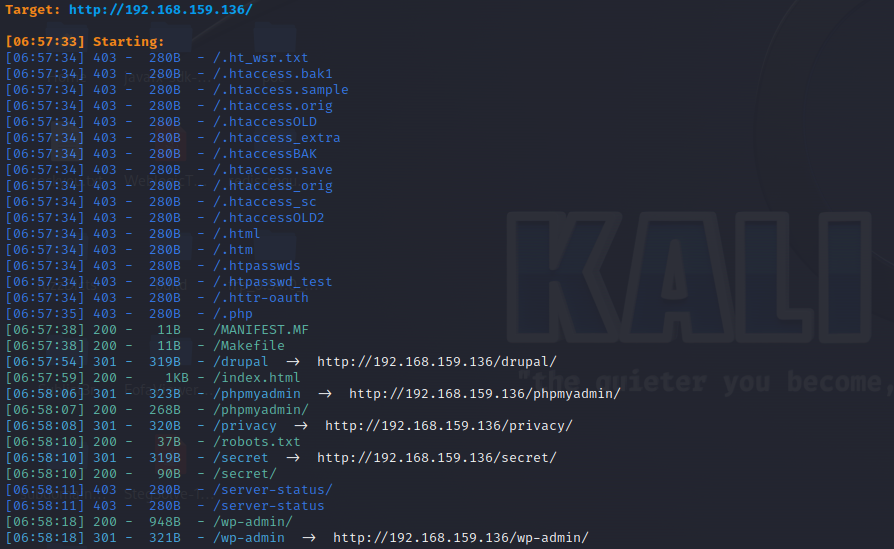 Target: http://192.168.159.136/
[06:57:33] Starting:
[06:57:34] 403 -  280B  - /.ht_wsr.txt
[06:57:34] 403 -  280B  - /.htaccess.bak1
[06:57:34] 403 -  280B  - /.htaccess.sample
[06:57:34] 403 -  280B  - /.htaccess.orig
[06:57:34] 403 -  280B  - /.htaccessOLD
[06:57:34] 403 -  280B  - /.htaccess_extra
[06:57:34] 403 -  280B  - /.htaccessBAK
[06:57:34] 403 -  280B  - /.htaccess.save
[06:57:34] 403 -  280B  - /.htaccess_orig
[06:57:34] 403 -  280B  - /.htaccess_sc
[06:57:34] 403 -  280B  - /.htaccessOLD2
[06:57:34] 403 -  280B  - /.html
[06:57:34] 403 -  280B  - /.htm
[06:57:34] 403 -  280B  - /.htpasswds
[06:57:34] 403 -  280B  - /.htpasswd_test
[06:57:34] 403 -  280B  - /.httr-oauth
[06:57:35] 403 -  280B  - /.php
[06:57:38] 200 -   11B  - /MANIFEST.MF
[06:57:38] 200 -   11B  - /Makefile
[06:57:54] 301 -  319B  - /drupal  →  http://192.168.159.136/drupal/
[06:57:59] 200 -    1KB - /index.html
[06:58:06] 301 -  323B  - /phpmyadmin  →  http://192.168.159.136/phpmyadmin/
[06:58:07] 200 -  268B  - /phpmyadmin/
[06:58:08] 301 -  320B  - /privacy  →  http://192.168.159.136/privacy/
[06:58:10] 200 -   37B  - /robots.txt
[06:58:10] 301 -  319B  - /secret  →  http://192.168.159.136/secret/
[06:58:10] 200 -   90B  - /secret/
[06:58:11] 403 -  280B  - /server-status/
[06:58:11] 403 -  280B  - /server-status
[06:58:18] 200 -  948B  - /wp-admin/
[06:58:18] 301 -  321B  - /wp-admin  →  http://192.168.159.136/wp-admin/
KALI
"the quieter you become,